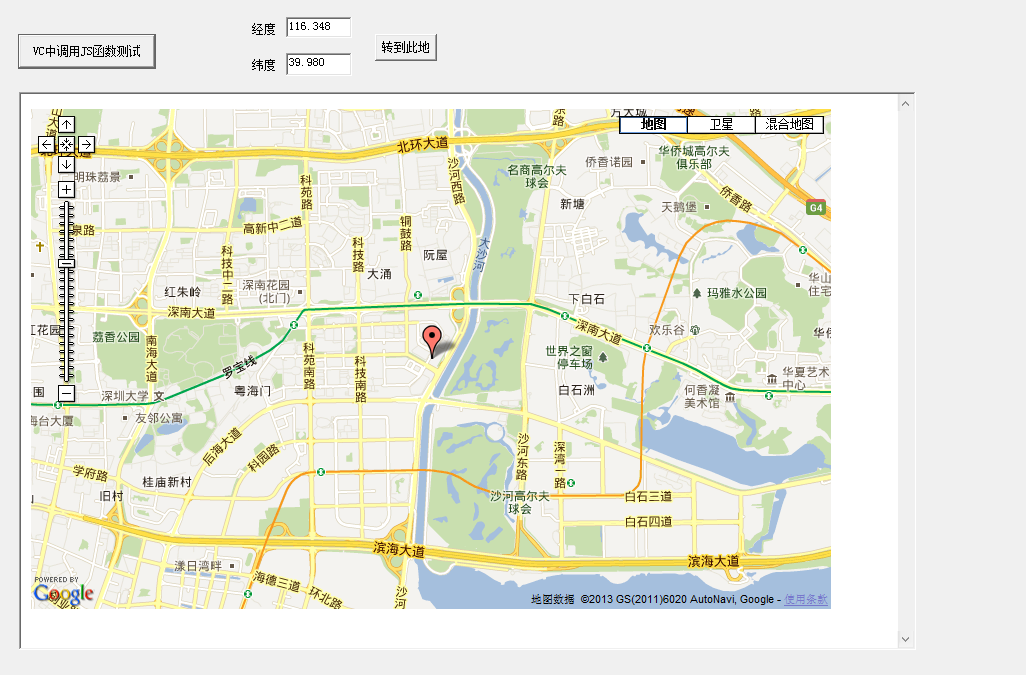 经度
116.348
VC中调用JS函数测试
转到此地
纬度
39.980
地图
卫星
混合地图
北环大道
沙河西路
名商高尔夫
球会
侨香诺园
华侨城高尔夫
俱乐部
明珠荔景
科苑路
新塘
天鹅堡
侨香路
G4
泉路
高新中二道
铜鼓路
科技中二路
科技路
阮屋
大沙河
大涌
红朱岭
深南花园
(北门)
下白石
玛雅水公园
华山
住宅
深南大道
红花园
荔香公园
南海大道
深南大道
欢乐谷
世界之窗
停车场
科苑南路
科技南路
罗宝线
粤海门
白石洲
华夏艺术
中心
何香凝
美术馆
围
深圳大学
海台大厦
友邻公寓
后海大道
科园路
沙河东路
深湾一路
学府路
桂庙新村
旧村
沙河高尔夫
球会
白石三道
白石四道
滨海大道
滨海大道
漾日湾畔
海德三道
环北路
沙河
POWERED BY
Google
地图数据 ©2013 GS(2011)6020 AutoNavi, Google - 使用条款